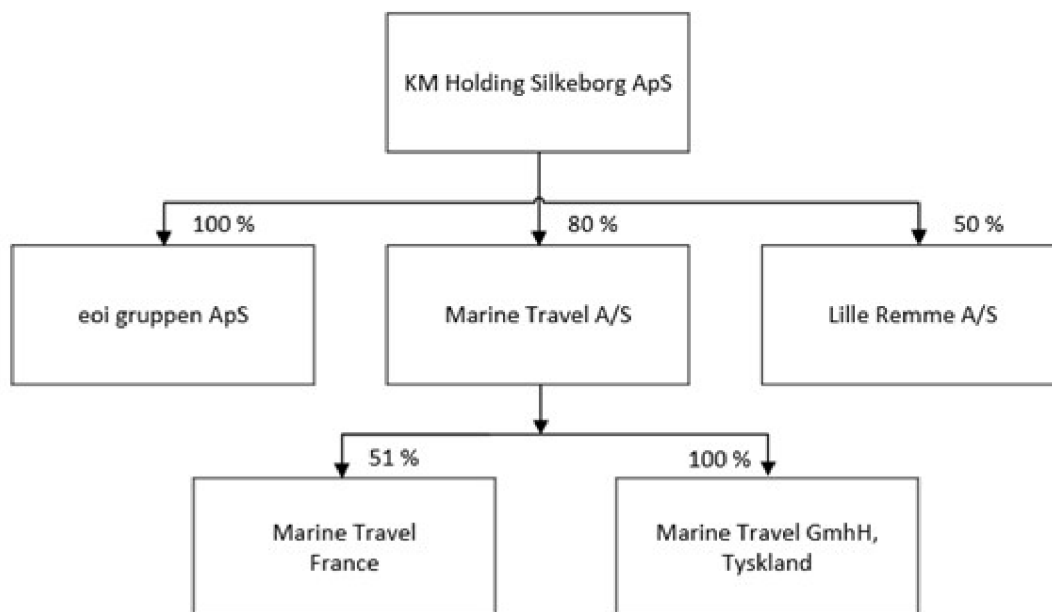 KM Holding Silkeborg ApS
100 %
80 %
50 %
eoi gruppen ApS
Marine Travel A/S
Lille Remme A/S
51 %
100 %
Marine Travel
France
Marine Travel GmhH,
Tyskland